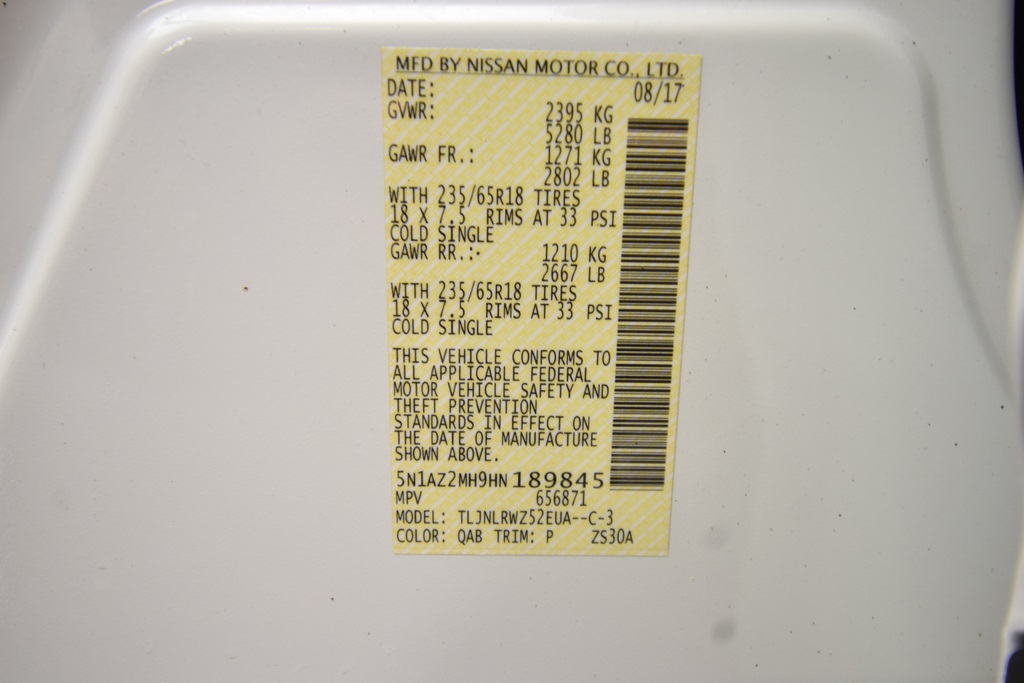 MFD BY NISSAN MOTOR CO., LTD.
DATE: 08/17
GVWR: 2395 KG
5280 LB
GAWR FR.: 1271 KG
2802 LB
WITH 235/65R18 TIRES
18 X 7.5 RIMS AT 33 PSI
COLD SINGLE
GAWR RR.: 1210 KG
2667 LB
WITH 235/65R18 TIRES
18 X 7.5 RIMS AT 33 PSI
COLD SINGLE
THIS VEHICLE CONFORMS TO
ALL APPLICABLE FEDERAL
MOTOR VEHICLE SAFETY AND
THEFT PREVENTION
STANDARDS IN EFFECT ON
THE DATE OF MANUFACTURE
SHOWN ABOVE.
5N1AZ2MH9HN189845
MPV 656871
MODEL: TLJNLRWZ52EUA--C-3
COLOR: QAB TRIM: P ZS30A